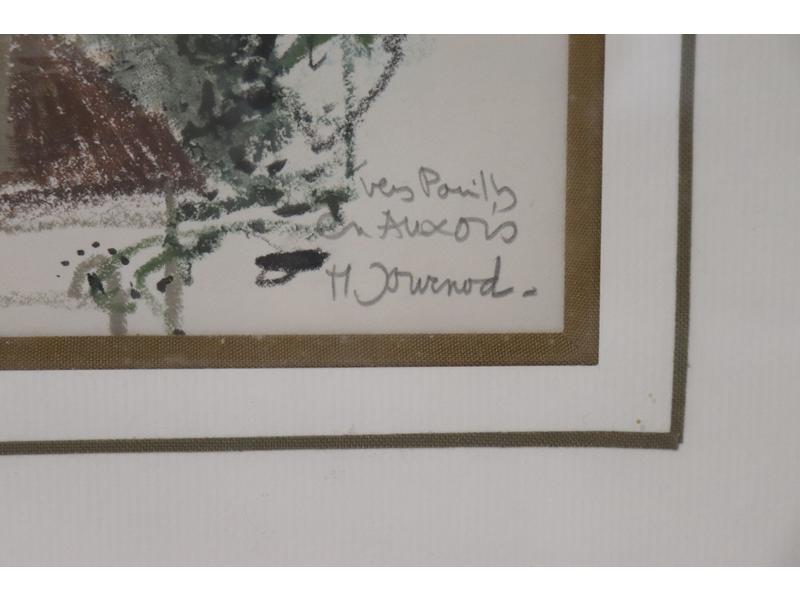 vers Pouilly
en Auxois
M Journod.